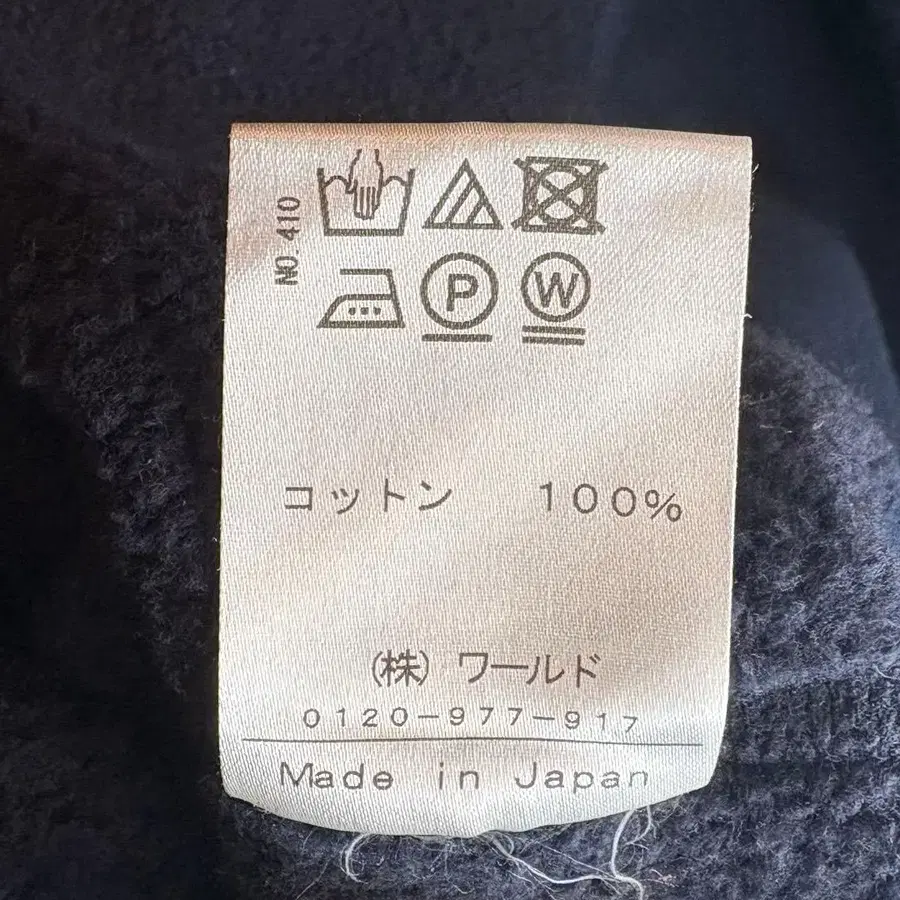 NO.410
P
W
コットン 100%
(株) ワールド
0120-977-917
Made in Japan